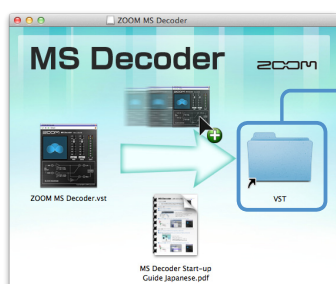 ZOOM MS Decoder
MS Decoder
ZOOM
ZOOM MS Decoder.vst
VST
MS Decoder Start-up
Guide Japanese.pdf